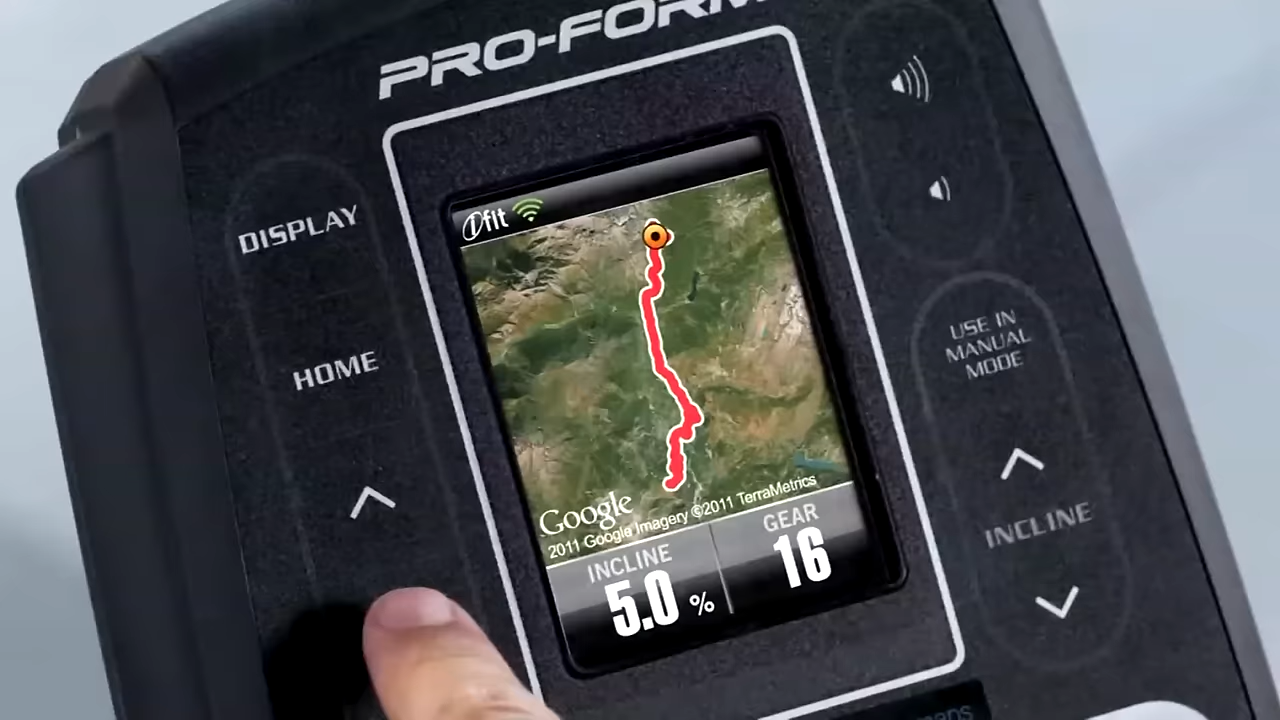 PRO-FORM
DISPLAY
HOME
ifit
Google
2011 Google Imagery ©2011 TerraMetrics
INCLINE
5.0 %
GEAR
16
USE IN
MANUAL
MODE
INCLINE